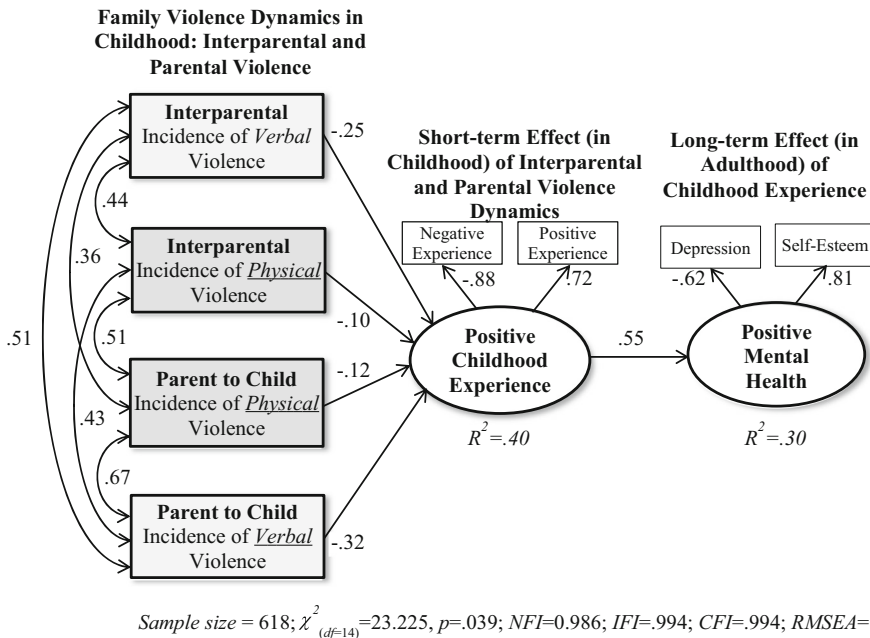 Family Violence Dynamics in
Childhood: Interparental and
Parental Violence
Interparental
Incidence of Verbal
Violence
-.25
.44
Interparental
Incidence of Physical
Violence
-.10
.36
.51
.51
Parent to Child
Incidence of Physical
Violence
-.12
.43
.67
Parent to Child
Incidence of Verbal
Violence
-.32
Short-term Effect (in
Childhood) of Interparental
and Parental Violence
Dynamics
Negative
Experience
Positive
Experience
-.88
.72
Positive
Childhood
Experience
R²=.40
.55
Long-term Effect (in
Adulthood) of
Childhood Experience
Depression
Self-Esteem
-.62
.81
Positive
Mental
Health
R²=.30
Sample size = 618; χ²(df=14)=23.225, p=.039; NFI=0.986, IFI=.994, CFI=.994; RMSEA=